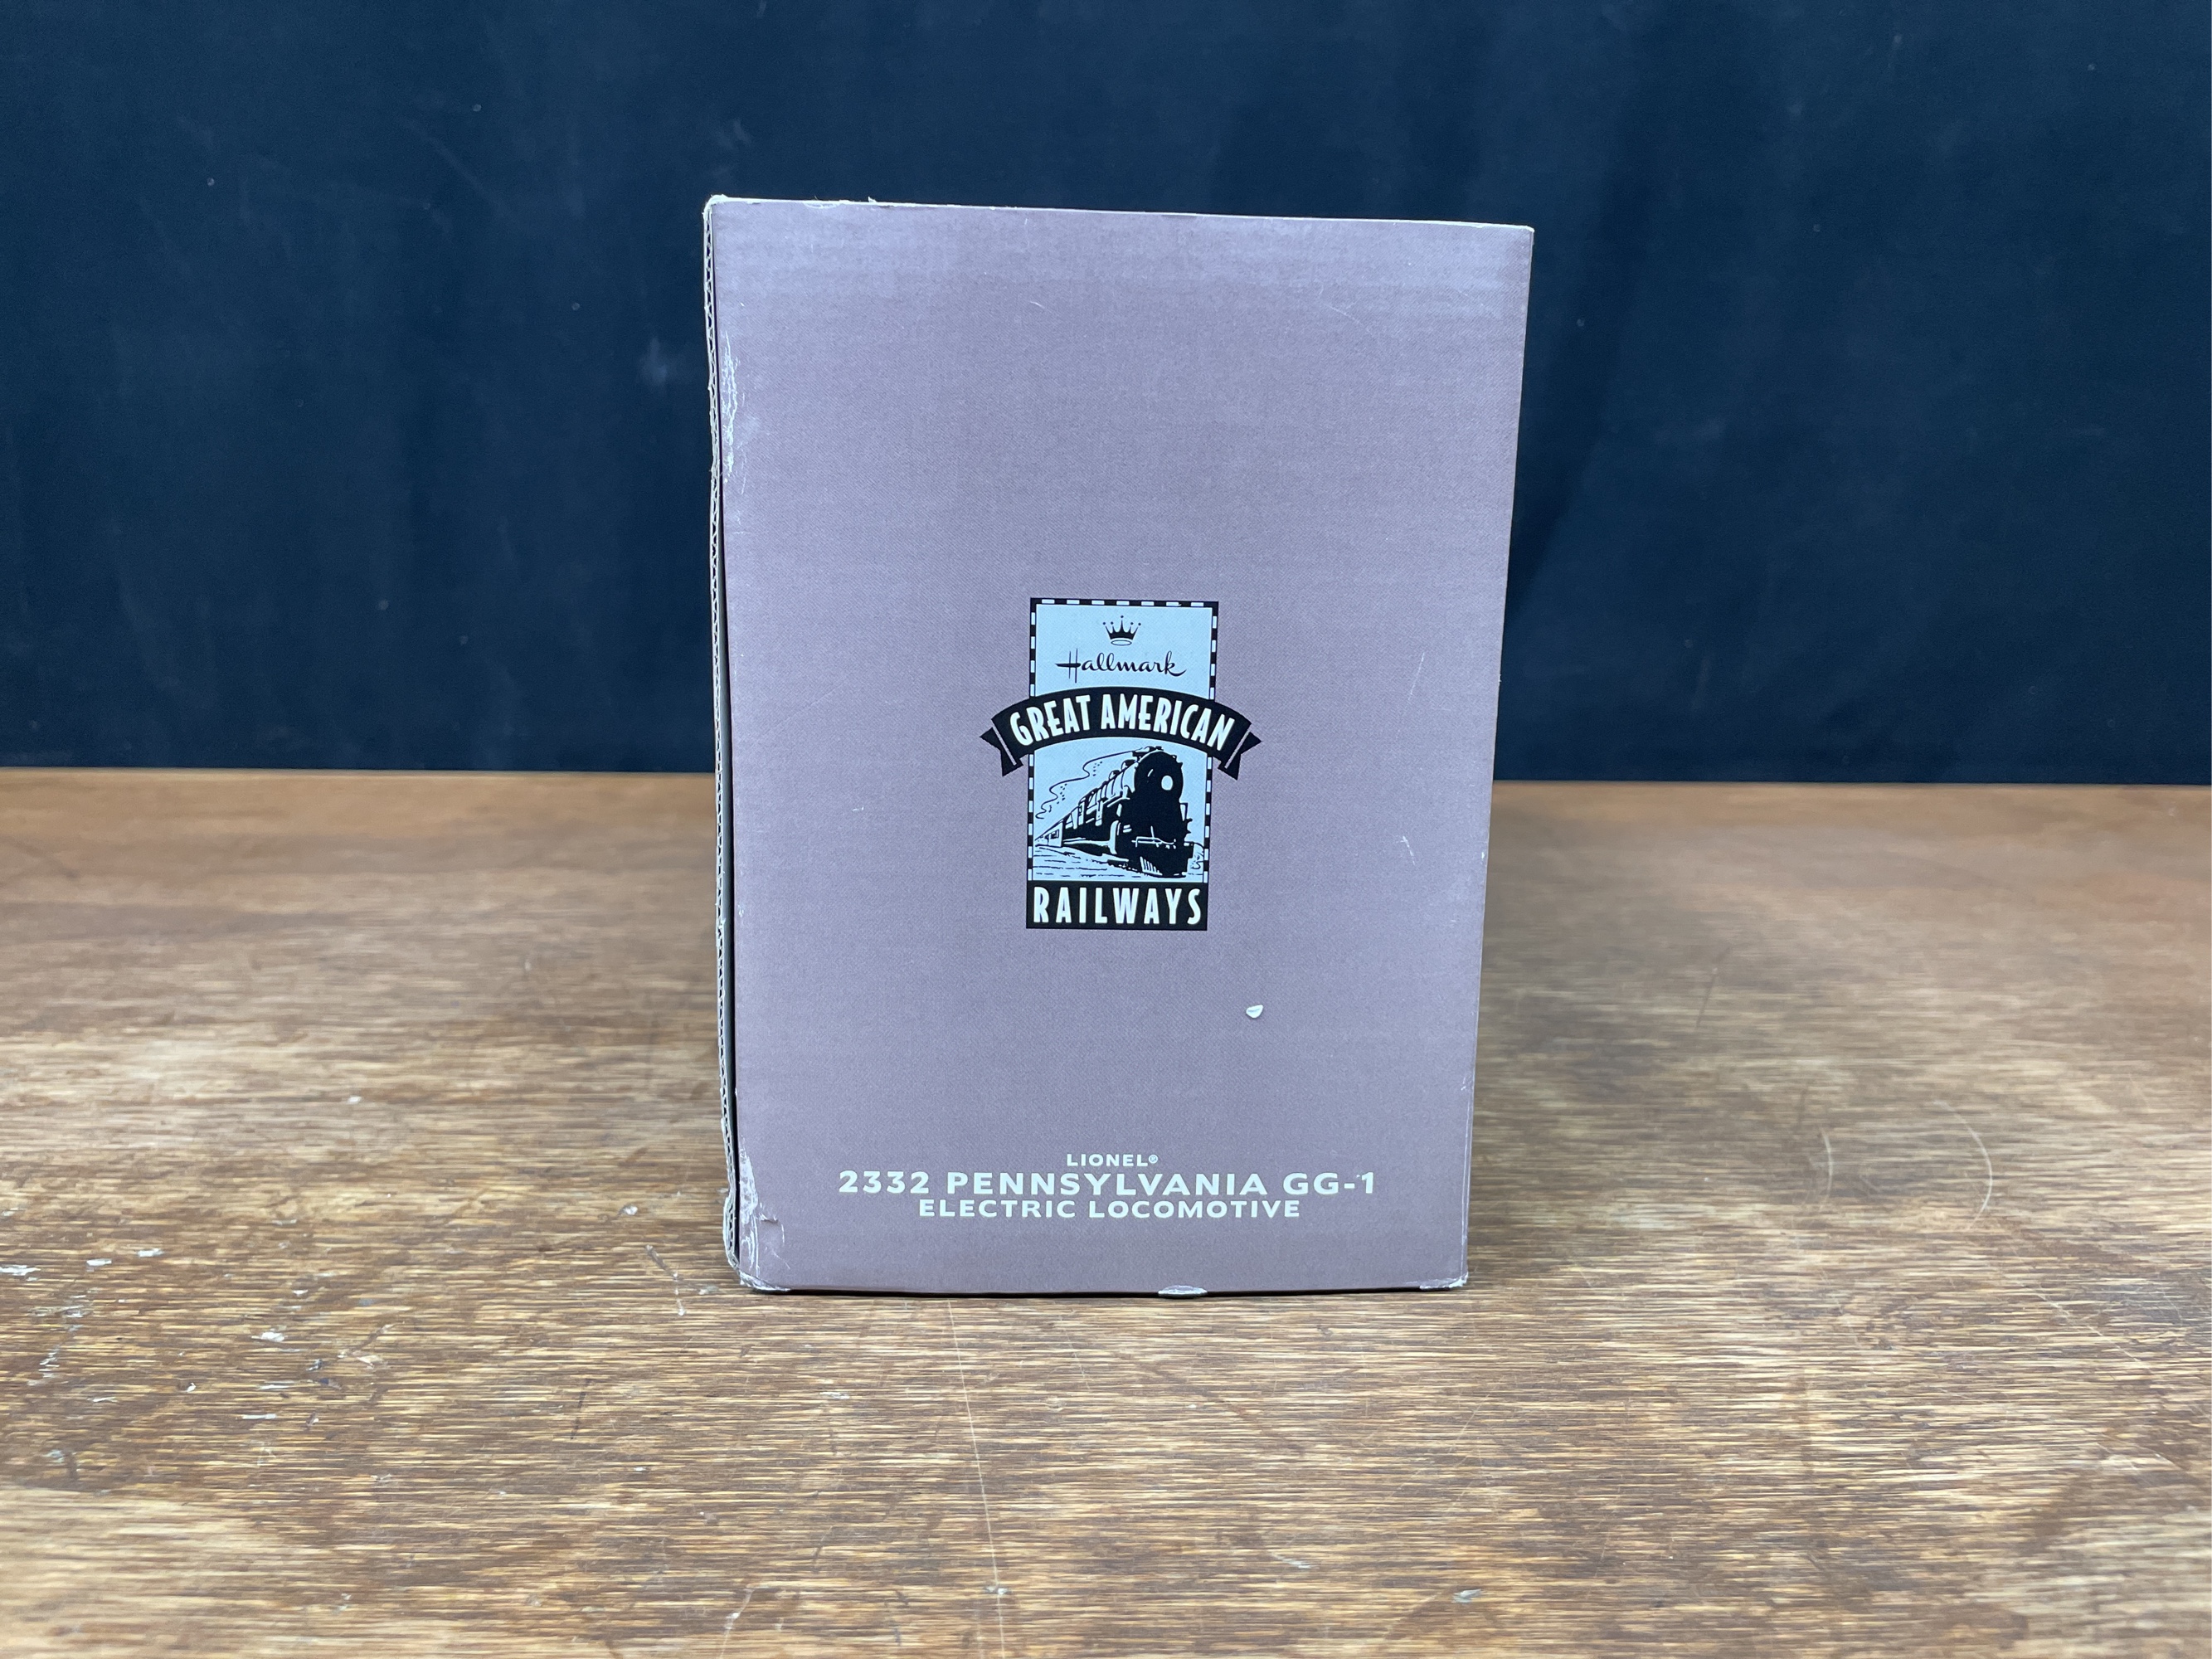 Hallmark
GREAT AMERICAN
RAILWAYS
LIONEL®
2332 PENNSYLVANIA GG-1
ELECTRIC LOCOMOTIVE